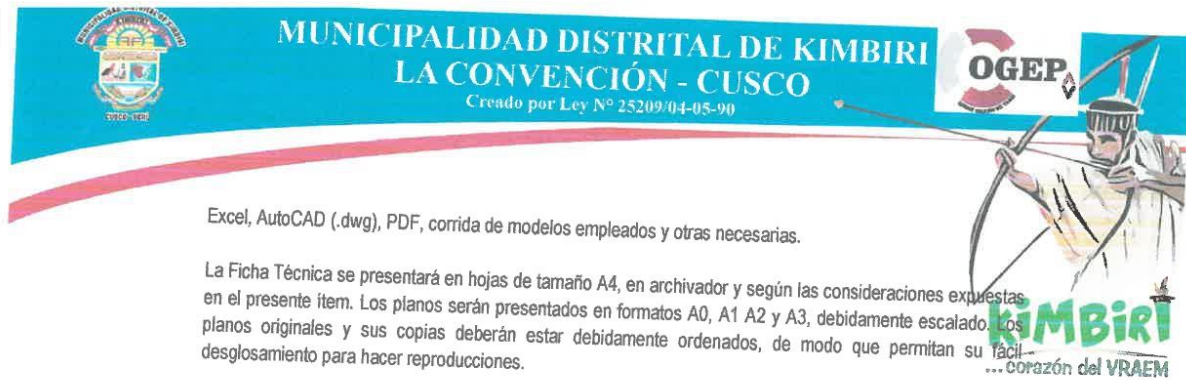 MUNICIPALIDAD DISTRITAL DE KIMBIRI
LA CONVENCIÓN - CUSCO
Creado por Ley Nº 25209/04-05-90
OGEP
CUSCO - PERU
Excel, AutoCAD (.dwg), PDF, corrida de modelos empleados y otras necesarias.
La Ficha Técnica se presentará en hojas de tamaño A4, en archivador y según las consideraciones expuestas
en el presente item. Los planos serán presentados en formatos A0, A1 A2 y A3, debidamente escalado. Los
planos originales y sus copias deberán estar debidamente ordenados, de modo que permitan su fácil
desglosamiento para hacer reproducciones.
KiMBiRi
...corazón del VRAEM